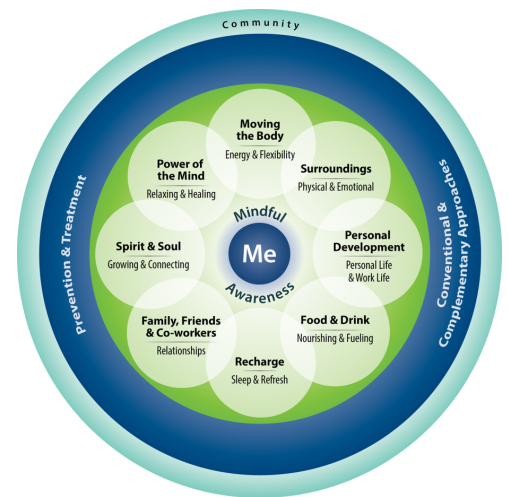 Community
Prevention & Treatment
Conventional &
Complementary Approaches
Moving
the Body
Energy & Flexibility
Surroundings
Physical & Emotional
Personal
Development
Personal Life
& Work Life
Food & Drink
Nourishing & Fueling
Recharge
Sleep & Refresh
Family, Friends
& Co-workers
Relationships
Spirit & Soul
Growing & Connecting
Power of
the Mind
Relaxing & Healing
Mindful
Me
Awareness